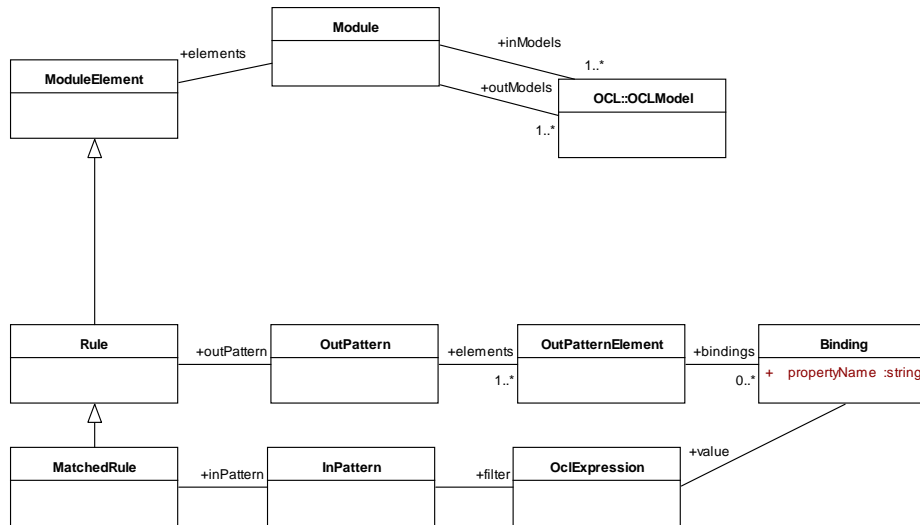 Module
+elements
+inModels
ModuleElement
1..*
+outModels
OCL::OCLModel
1..*
Rule
+outPattern
OutPattern
+elements
1..*
OutPatternElement
+bindings
0..*
Binding
+ propertyName :string
MatchedRule
+inPattern
InPattern
+filter
OclExpression
+value